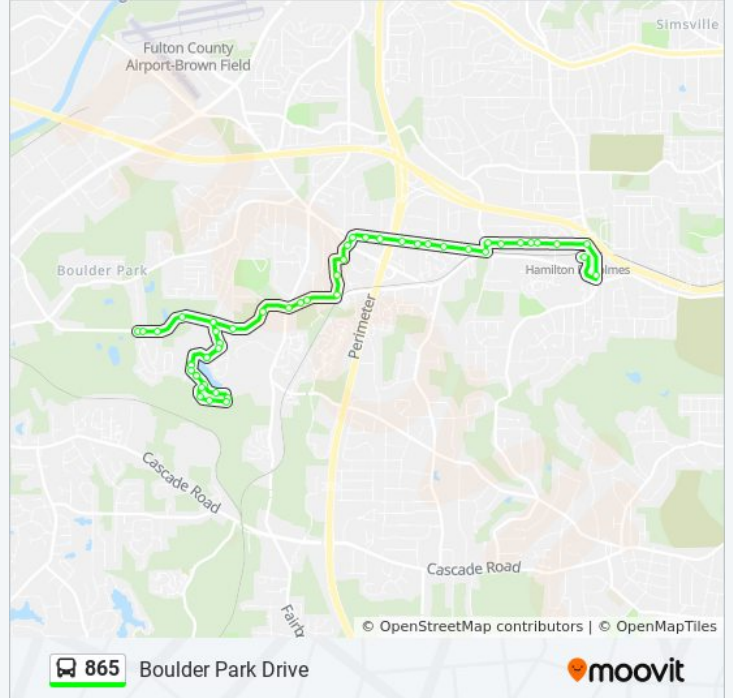 Simsville
Fulton County
Airport-Brown Field
Boulder Park
Hamilton E Holmes
Perimeter
Cascade Road
Cascade Road
© OpenStreetMap contributors | © OpenMapTiles
865 Boulder Park Drive
moovit